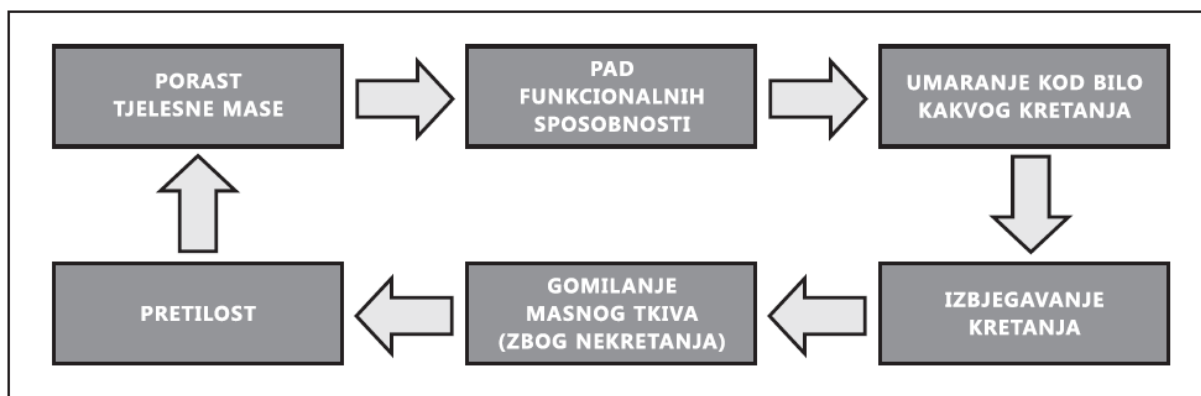 PORAST
TJELESNE MASE
PAD
FUNKCIONALNIH
SPOSOBNOSTI
UMARANJE KOD BILO
KAKVOG KRETANJA
IZBJEGAVANJE
KRETANJA
GOMILANJE
MASNOG TKIVA
(ZBOG NEKRETANJA)
PRETILOST